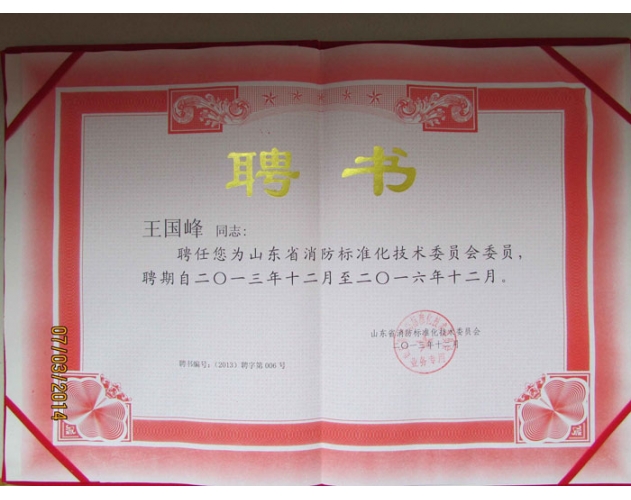 聘书
王国峰 同志:
聘任您为山东省消防标准化技术委员会委员,
聘期自二〇一三年十二月至二〇一六年十二月。
山东省消防标准化技术委员会
二〇一三年十二月
聘书编号:(2013) 聘字第 006 号
07/03/2014